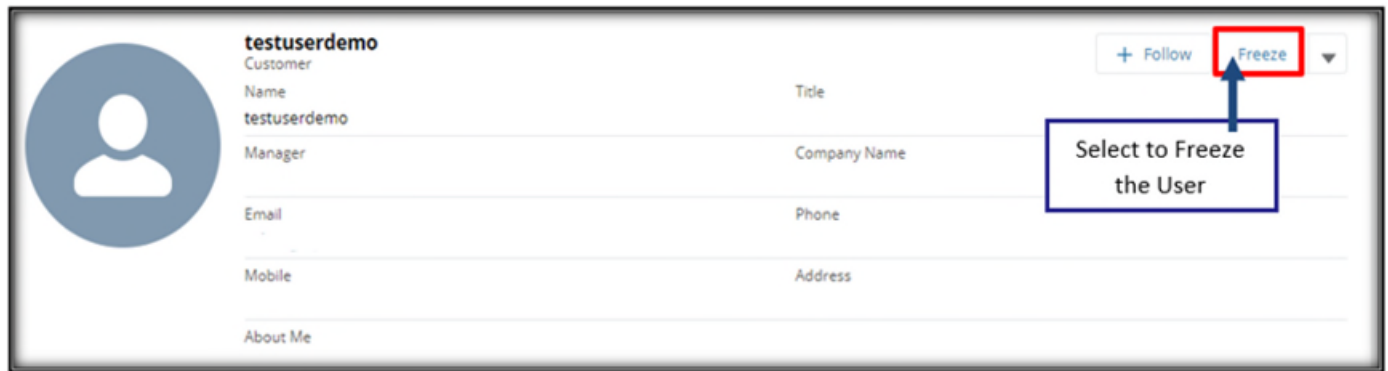 testuserdemo
Customer
+ Follow
Freeze
Name
Title
testuserdemo
Manager
Company Name
Select to Freeze
the User
Email
Phone
Mobile
Address
About Me